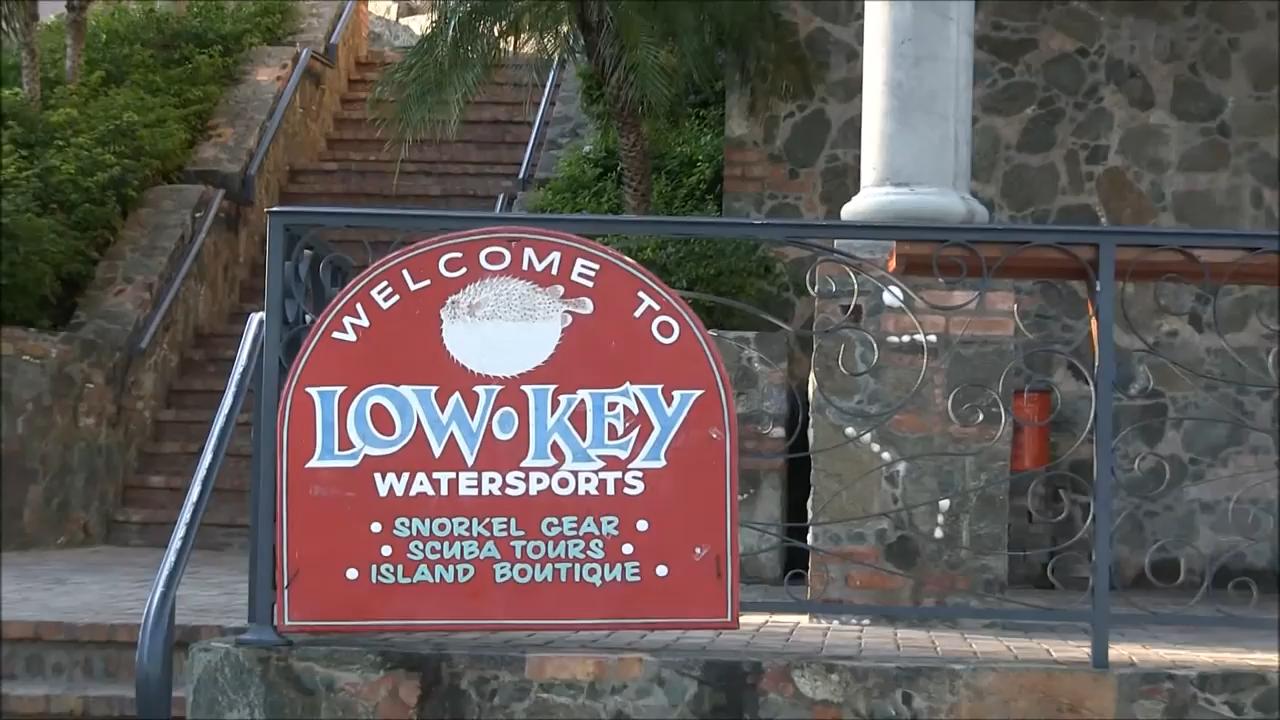 WELCOME TO
LOW•KEY
WATERSPORTS
• SNORKEL GEAR •
• SCUBA TOURS •
• ISLAND BOUTIQUE •